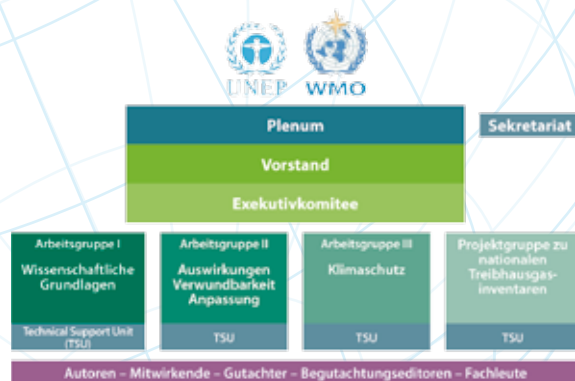 UNEP WMO
Plenum
Sekretariat
Vorstand
Exekutivkomitee
Arbeitsgruppe I
Wissenschaftliche
Grundlagen
Technical Support Unit
(TSU)
Arbeitsgruppe II
Auswirkungen
Verwundbarkeit
Anpassung
TSU
Arbeitsgruppe III
Klimaschutz
TSU
Projektgruppe zu
nationalen
Treibhausgas-
inventaren
TSU
Autoren – Mitwirkende – Gutachter – Begutachtungseditoren – Fachleute